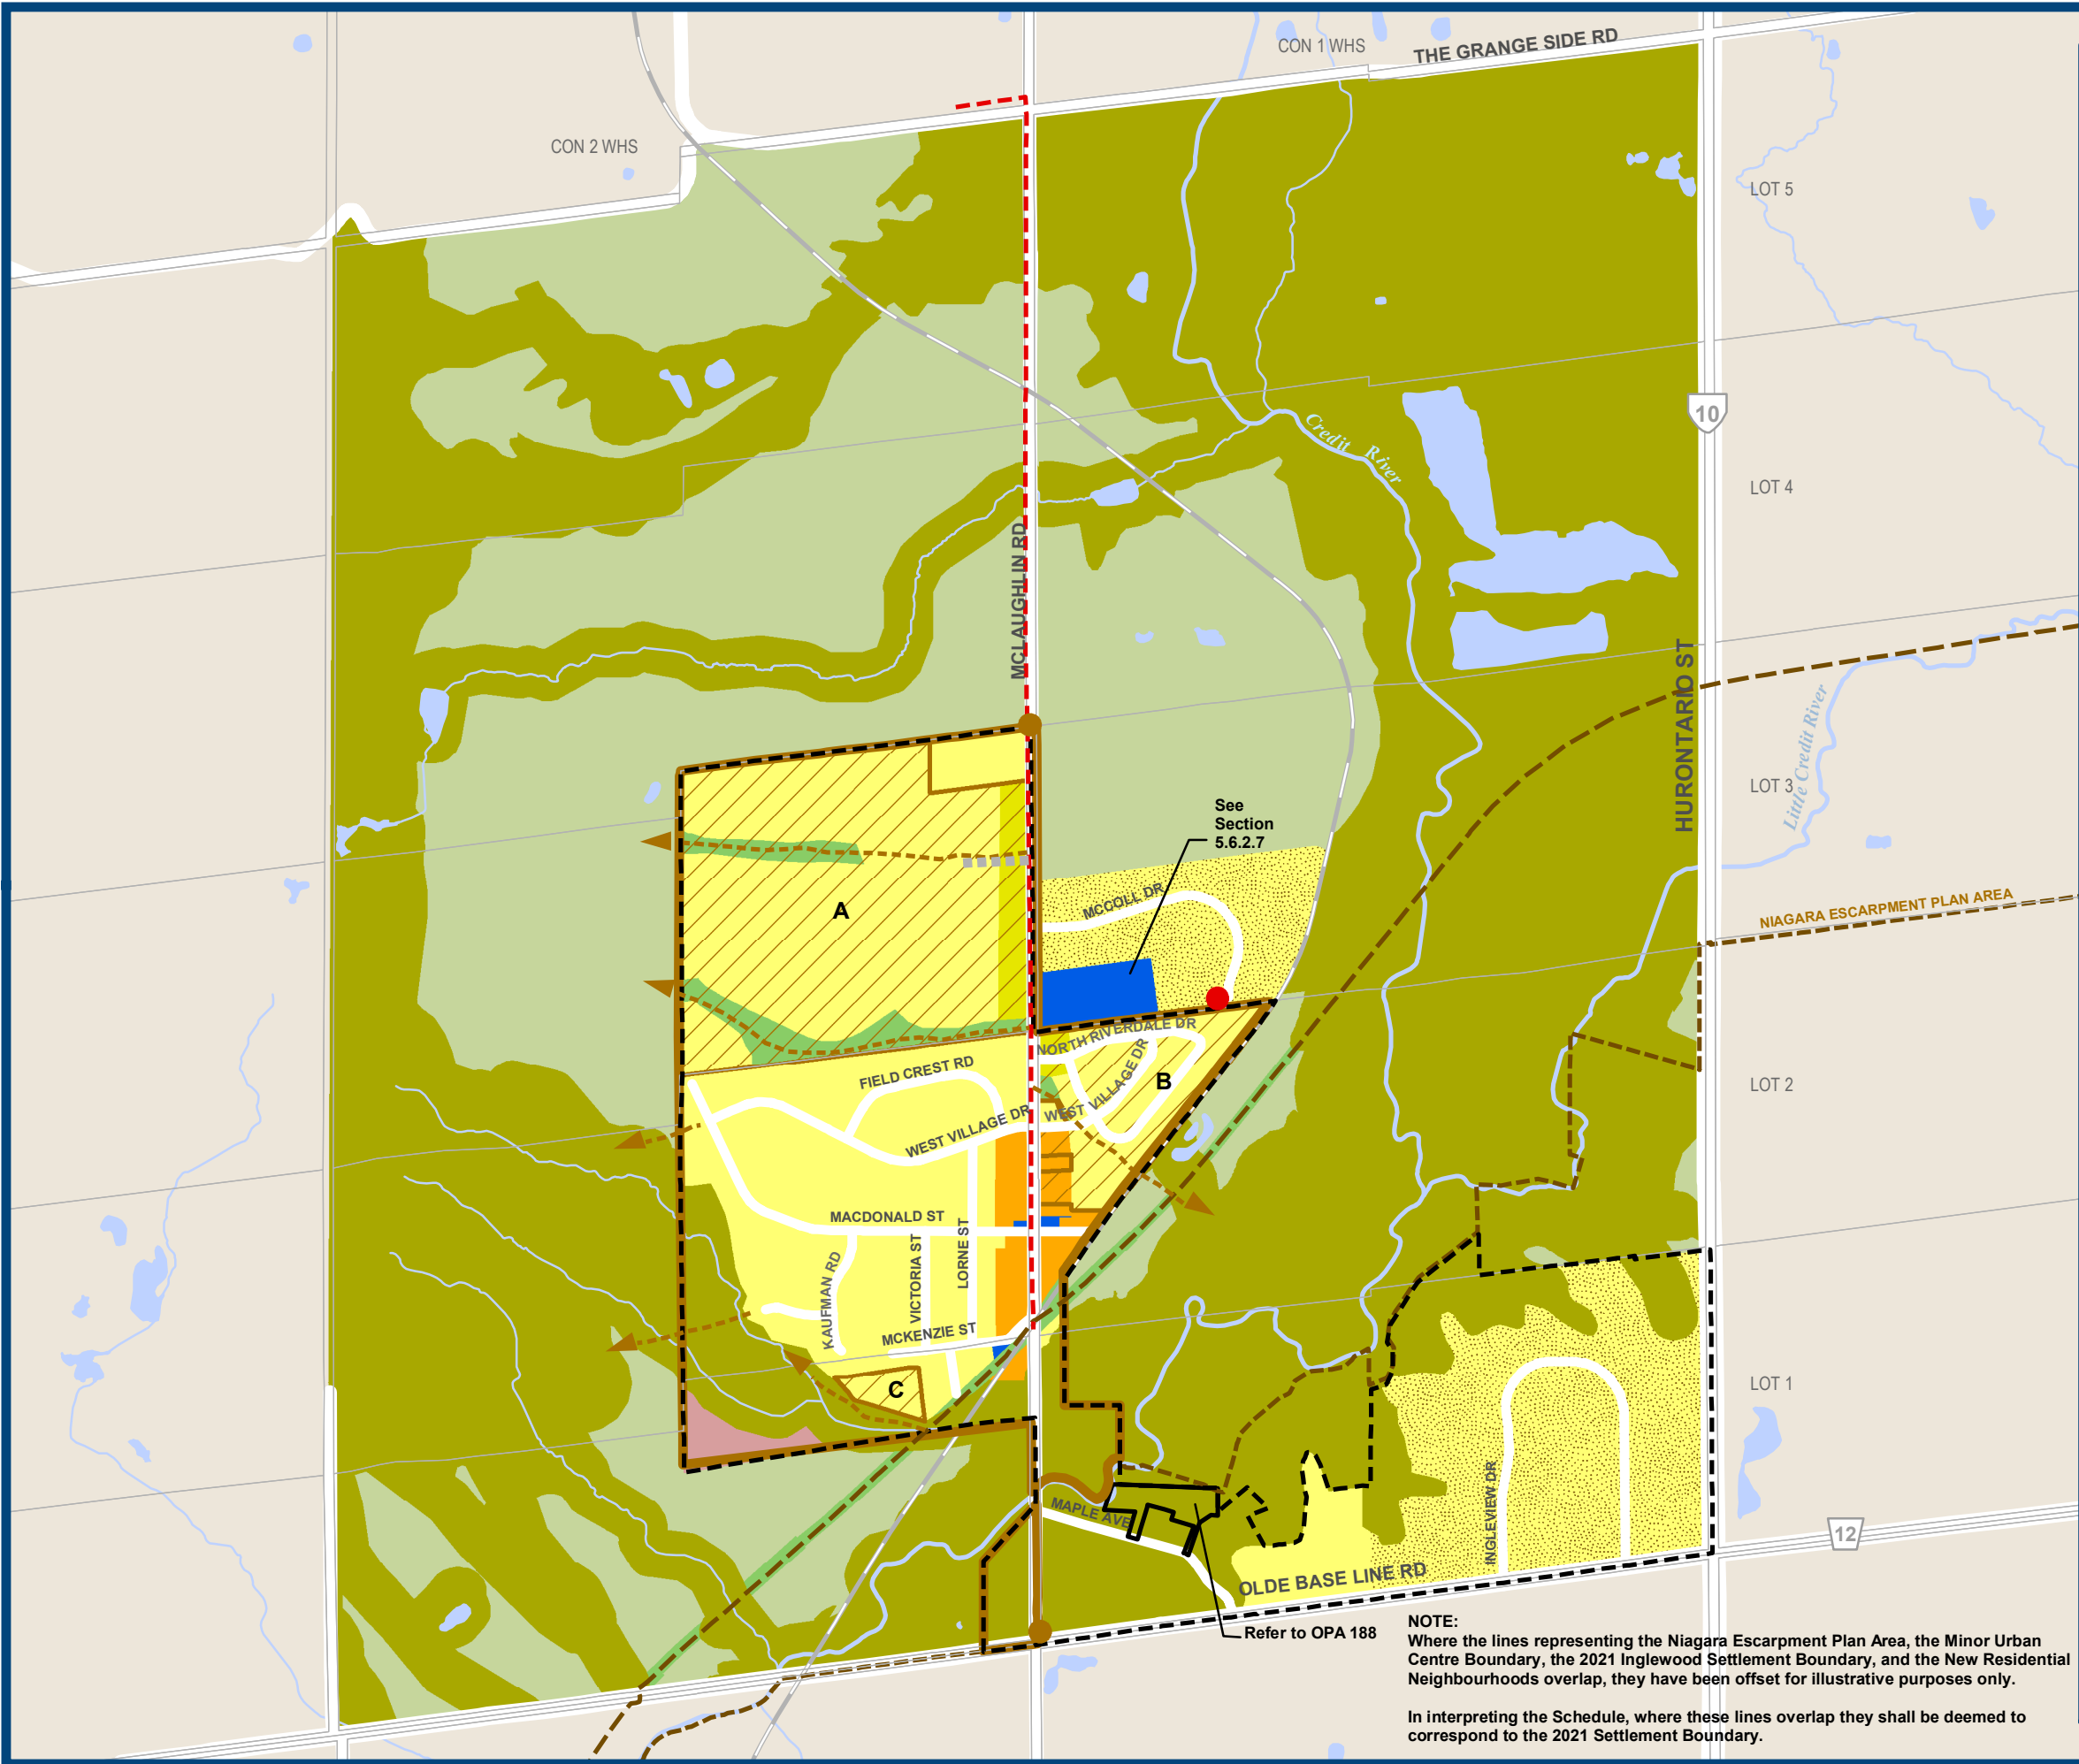 CON 1 WHS
THE GRANGE SIDE RD
CON 2 WHS
LOT 5
10
Credit River
LOT 4
MCLAUGHLIN RD
HURONTARIO ST
Little Credit River
LOT 3
See
Section
5.6.2.7
A
MCCOLL DR
NIAGARA ESCARPMENT PLAN AREA
NORTH RIVERDALE DR
FIELD CREST RD
B
LOT 2
WEST VILLAGE DR
WEST VILLAGE DR
MACDONALD ST
LORNE ST
VICTORIA ST
KAUFMAN RD
MCKENZIE ST
C
LOT 1
INGLEVIEW DR
MAPLE AVE
12
OLDE BASE LINE RD
Refer to OPA 188
NOTE:
Where the lines representing the Niagara Escarpment Plan Area, the Minor Urban
Centre Boundary, the 2021 Inglewood Settlement Boundary, and the New Residential
Neighbourhoods overlap, they have been offset for illustrative purposes only.
In interpreting the Schedule, where these lines overlap they shall be deemed to
correspond to the 2021 Settlement Boundary.